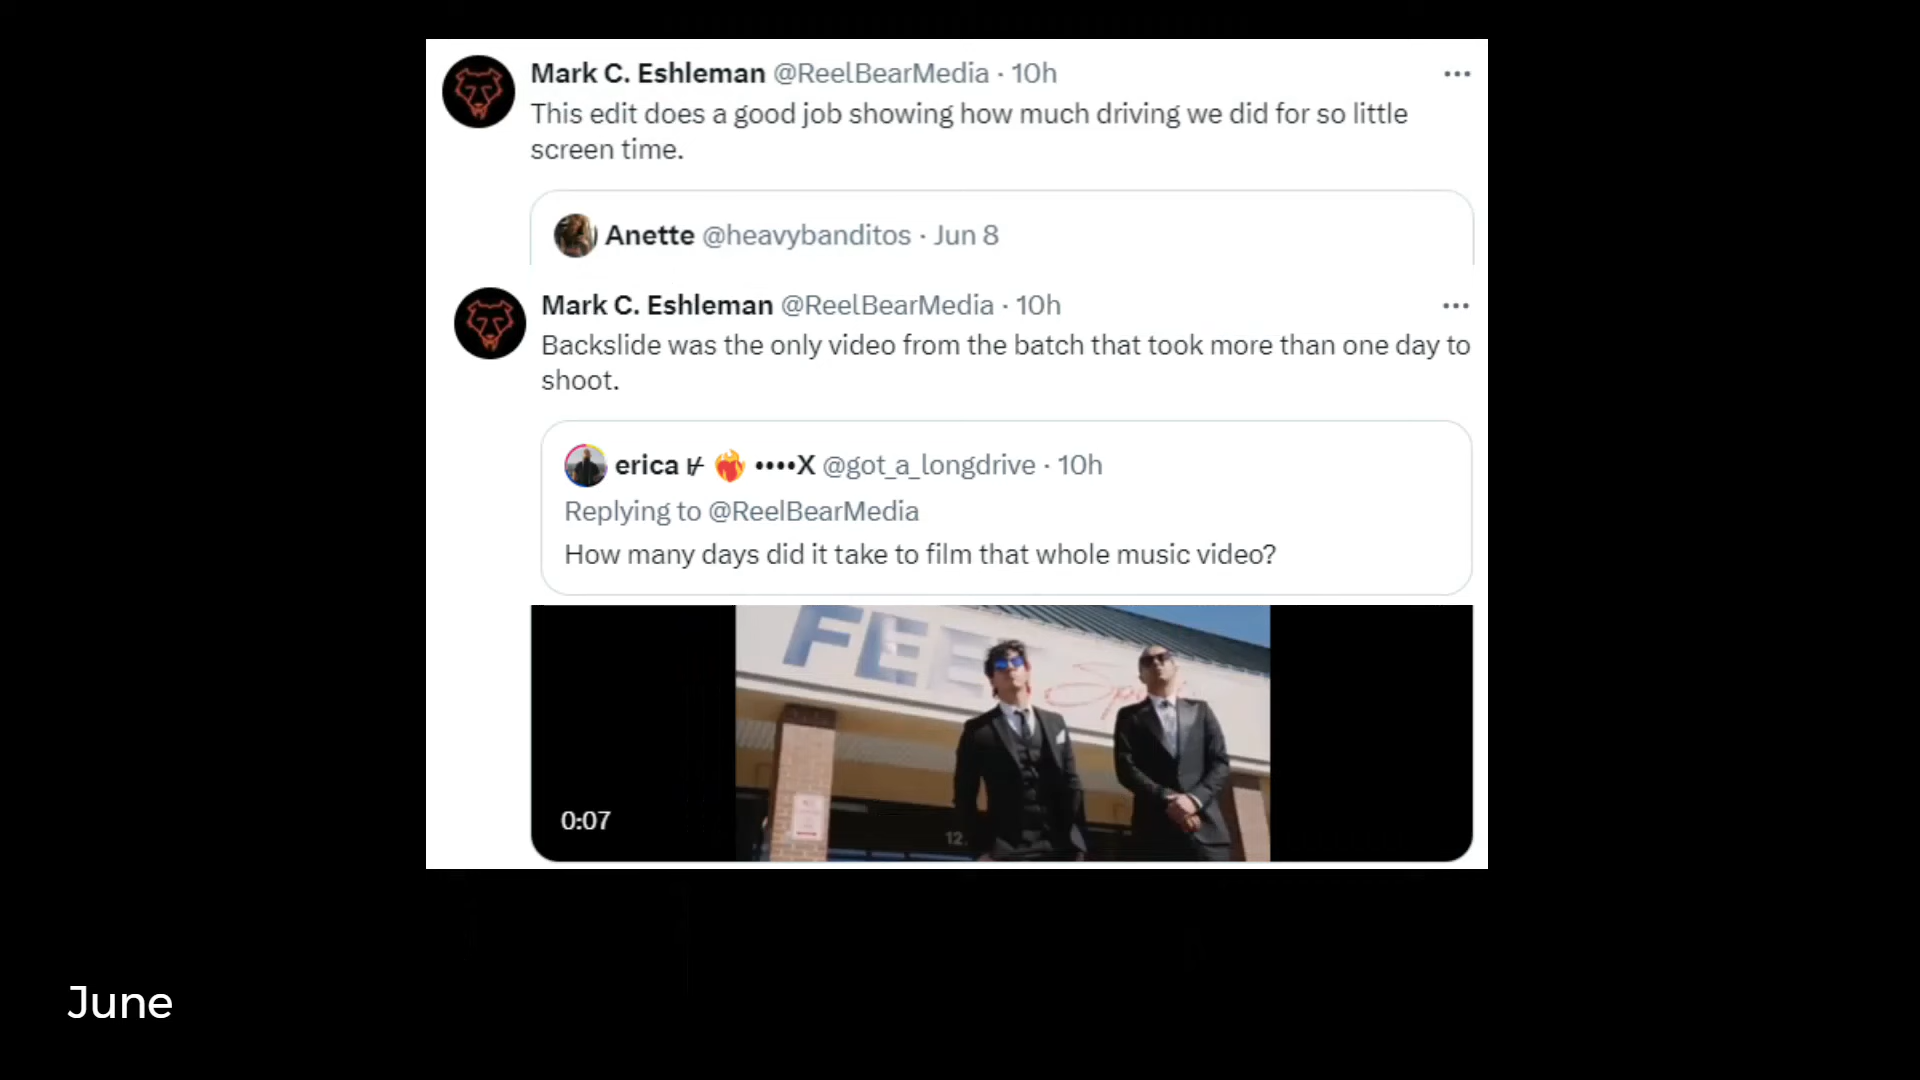 Mark C. Eshleman @ReelBearMedia · 10h
This edit does a good job showing how much driving we did for so little
screen time.
Anette @heavybanditos · Jun 8
Mark C. Eshleman @ReelBearMedia · 10h
Backslide was the only video from the batch that took more than one day to
shoot.
erica ⊬ ❤️‍🔥 ••••X @got_a_longdrive · 10h
Replying to @ReelBearMedia
How many days did it take to film that whole music video?
FEET
12.
0:07
June